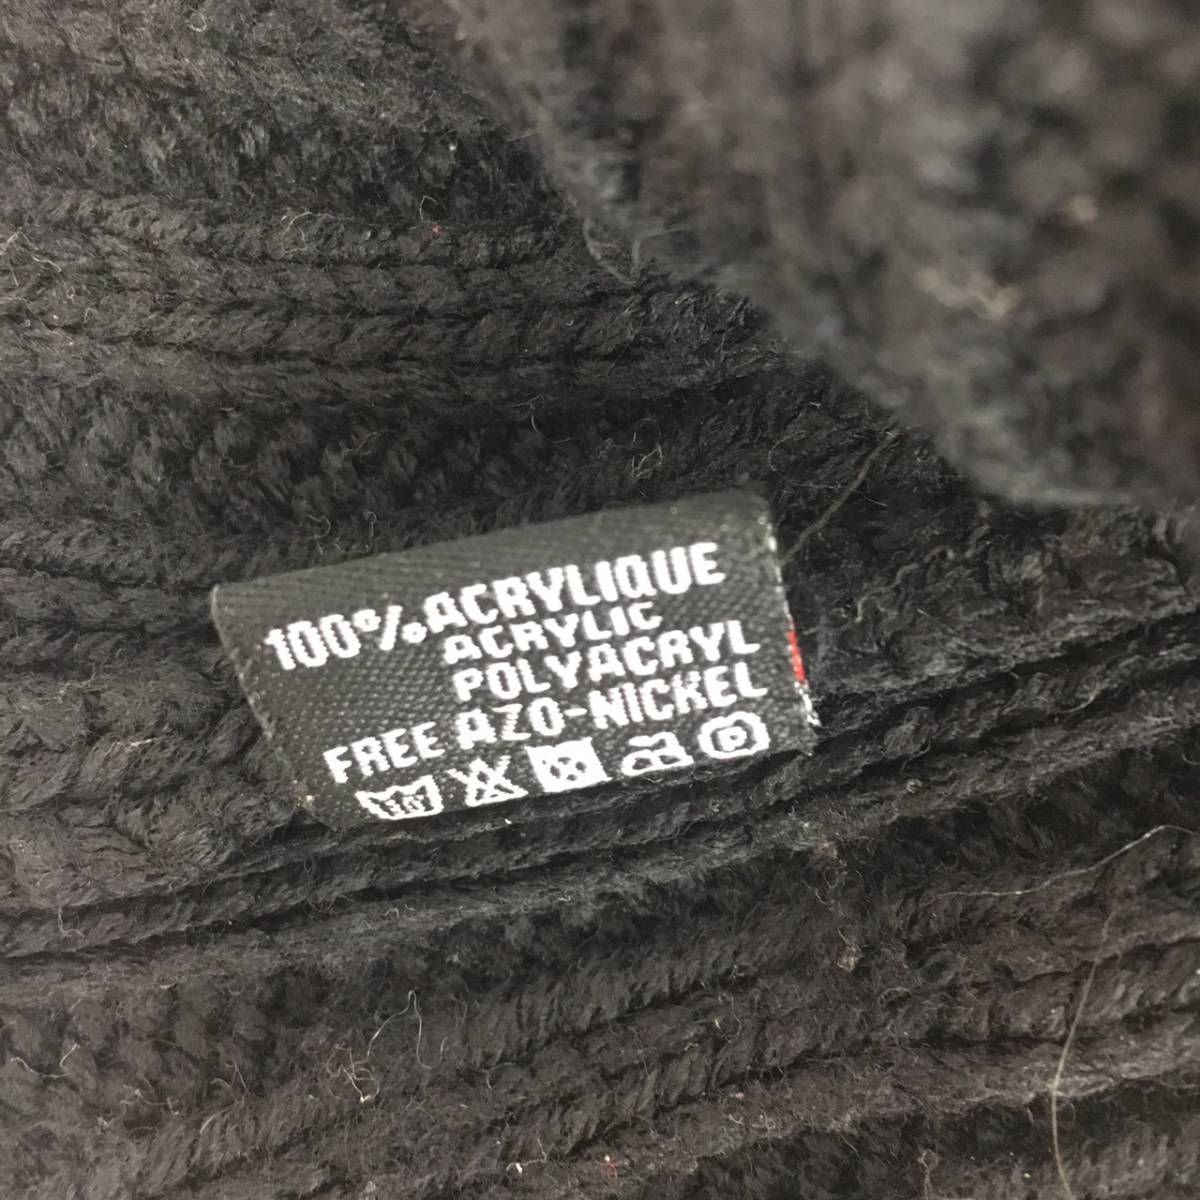 100% ACRYLIQUE
ACRYLIC
POLYACRYL
FREE AZO-NICKEL
P